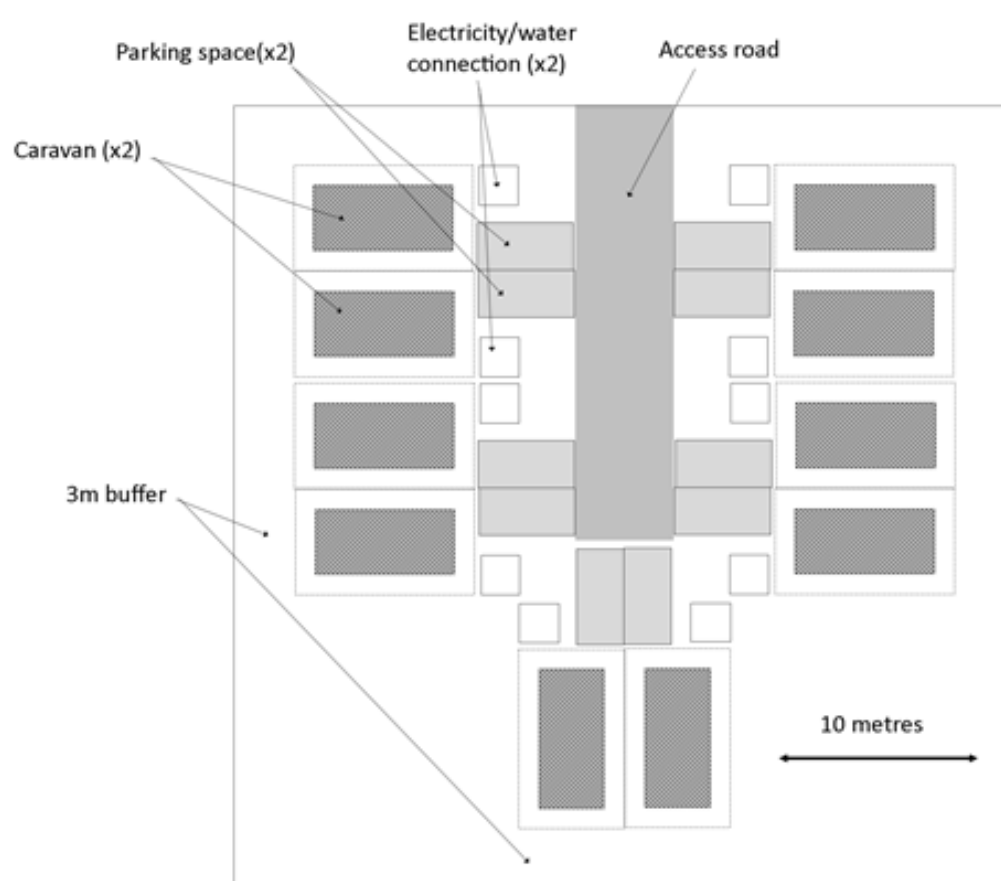 Parking space(x2)
Electricity/water
connection (x2)
Access road
Caravan (x2)
3m buffer
10 metres